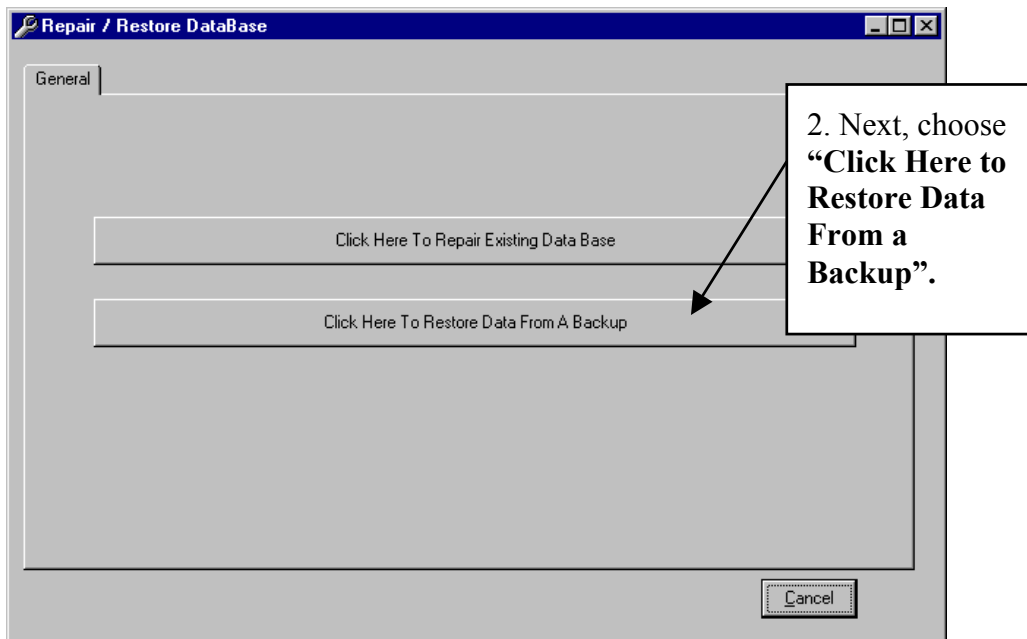 Repair / Restore DataBase
General
2. Next, choose
“Click Here to
Restore Data
From a
Backup”.
Click Here To Repair Existing Data Base
Click Here To Restore Data From A Backup
Cancel